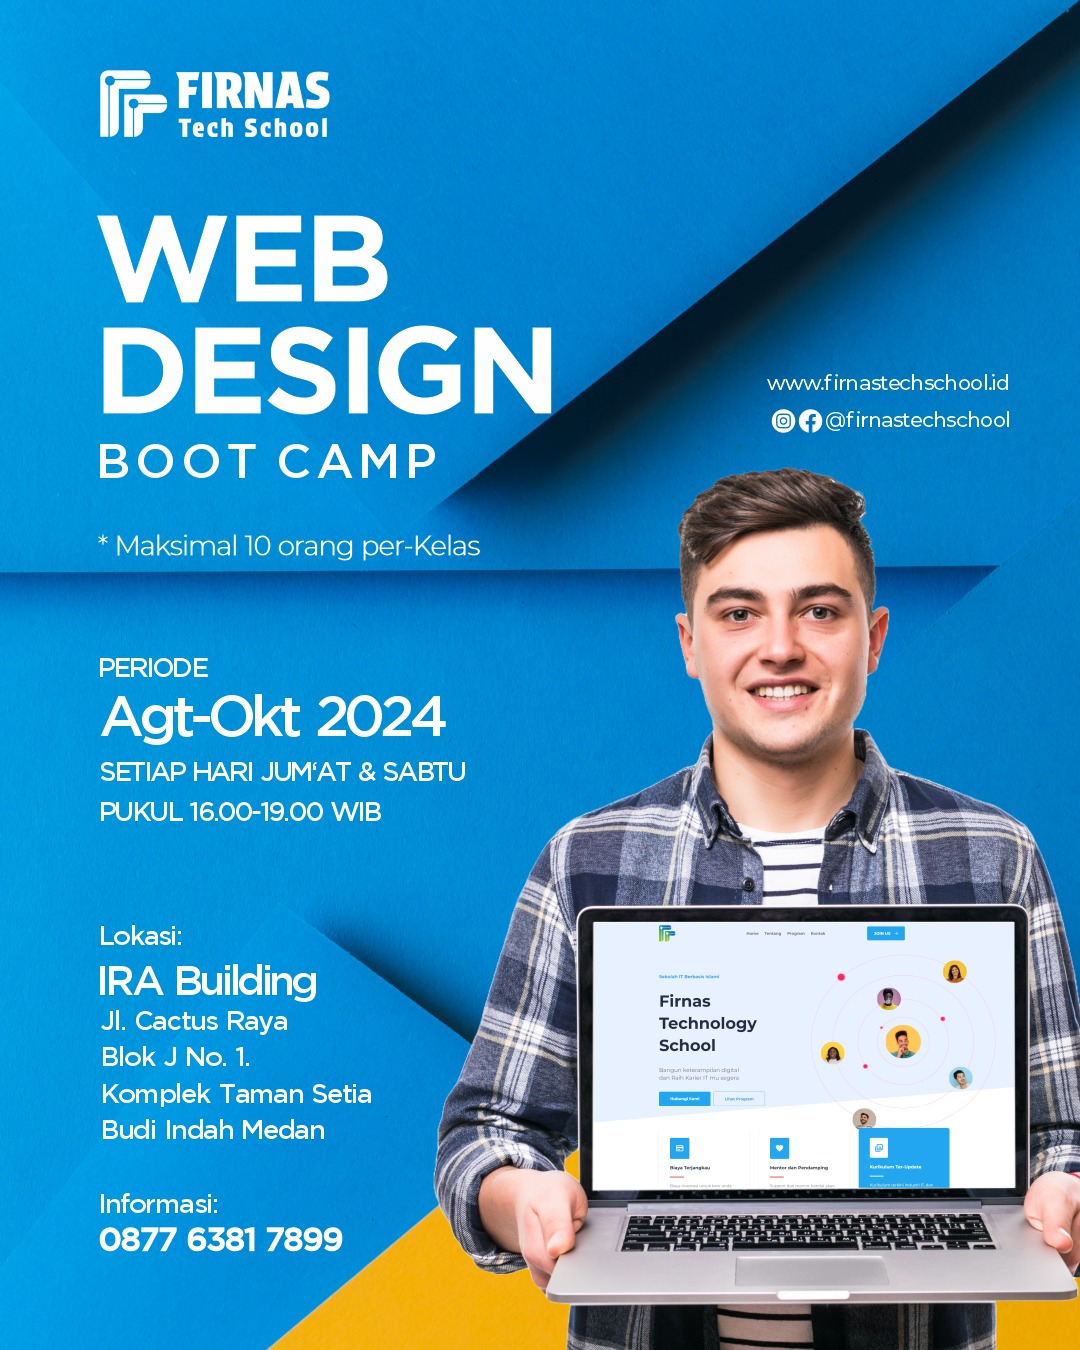 FIRNAS
Tech School
WEB
DESIGN
BOOT CAMP
* Maksimal 10 orang per-Kelas
www.firnastechschool.id
@firnastechschool
PERIODE
Agt-Okt 2024
SETIAP HARI JUM‘AT & SABTU
PUKUL 16.00-19.00 WIB
Lokasi:
IRA Building
Jl. Cactus Raya
Blok J No. 1.
Komplek Taman Setia
Budi Indah Medan
Informasi:
0877 6381 7899
Home Tentang Program Kontak JOIN US
Sekolah IT Berbasis Islami
Firnas
Technology
School
Bangun keterampilan digital
dan Raih Karier IT mu segera
Hubungi Kami Lihat Program
Biaya Terjangkau Mentor dan Pendamping Kurikulum Ter-Update